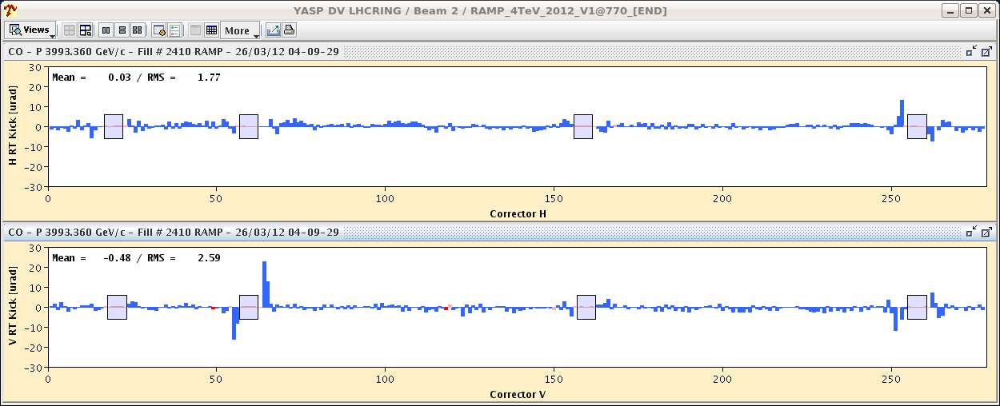 YASP DV LHCRING / Beam 2 / RAMP_4TeV_2012_V1@770_[END]
Views More
CO - P 3993.360 GeV/c - Fill # 2410 RAMP - 26/03/12 04-09-29
Mean = 0.03 / RMS = 1.77
H RT Kick [urad]
30
20
10
0
-10
-20
-30
0 50 100 150 200 250
Corrector H
CO - P 3993.360 GeV/c - Fill # 2410 RAMP - 26/03/12 04-09-29
Mean = -0.48 / RMS = 2.59
V RT Kick [urad]
30
20
10
0
-10
-20
-30
0 50 100 150 200 250
Corrector V